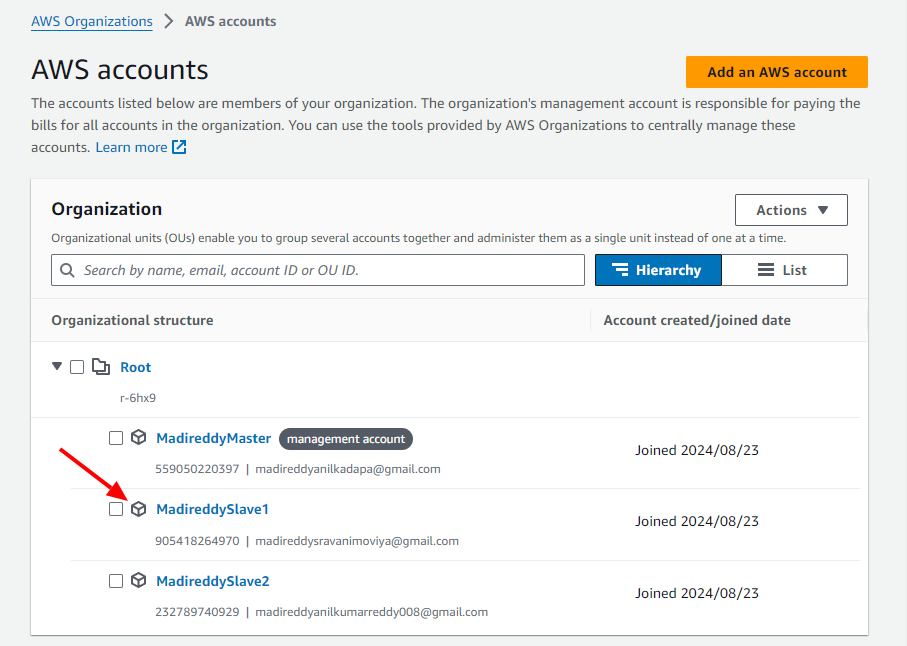 AWS Organizations > AWS accounts
AWS accounts
Add an AWS account
The accounts listed below are members of your organization. The organization's management account is responsible for paying the
bills for all accounts in the organization. You can use the tools provided by AWS Organizations to centrally manage these
accounts. Learn more
Organization
Actions
Organizational units (OUs) enable you to group several accounts together and administer them as a single unit instead of one at a time.
Search by name, email, account ID or OU ID.
Hierarchy
List
Organizational structure
Account created/joined date
Root
r-6hx9
MadireddyMaster management account
Joined 2024/08/23
559050220397 | madireddyanilkadapa@gmail.com
MadireddySlave1
Joined 2024/08/23
905418264970 | madireddysravanimoviya@gmail.com
MadireddySlave2
Joined 2024/08/23
232789740929 | madireddyanilkumarreddy008@gmail.com